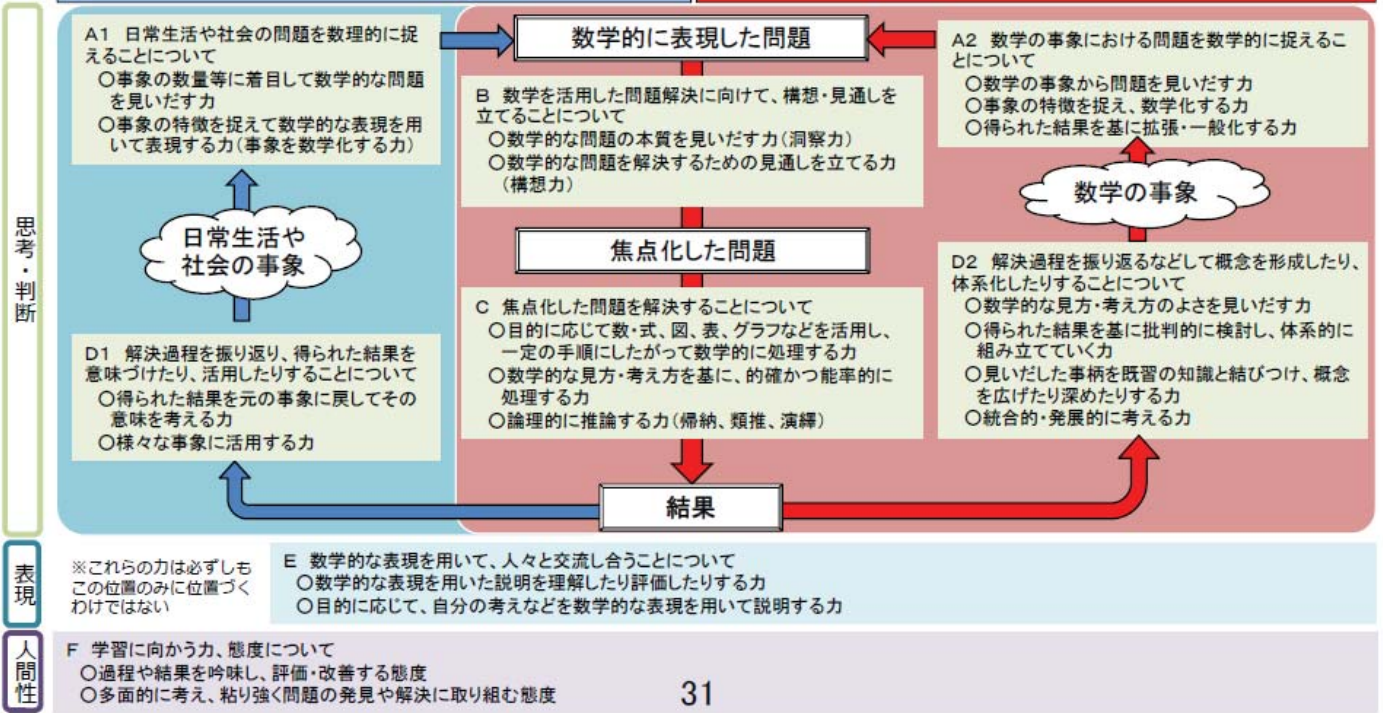 思考・判断
A1 日常生活や社会の問題を数理的に捉
えることについて
○事象の数量等に着目して数学的な問題
を見いだす力
○事象の特徴を捉えて数学的な表現を用
いて表現する力(事象を数学化する力)
日常生活や
社会の事象
D1 解決過程を振り返り、得られた結果を
意味づけたり、活用したりすることについて
○得られた結果を元の事象に戻してその
意味を考える力
○様々な事象に活用する力
数学的に表現した問題
B 数学を活用した問題解決に向けて、構想・見通しを
立てることについて
○数学的な問題の本質を見いだす力(洞察力)
○数学的な問題を解決するための見通しを立てる力
(構想力)
焦点化した問題
C 焦点化した問題を解決することについて
○目的に応じて数・式、図、表、グラフなどを活用し、
一定の手順にしたがって数学的に処理する力
○数学的な見方・考え方を基に、的確かつ能率的に
処理する力
○論理的に推論する力(帰納、類推、演繹)
結果
A2 数学の事象における問題を数学的に捉えるこ
とについて
○数学の事象から問題を見いだす力
○事象の特徴を捉え、数学化する力
○得られた結果を基に拡張・一般化する力
数学の事象
D2 解決過程を振り返るなどして概念を形成したり、
体系化したりすることについて
○数学的な見方・考え方のよさを見いだす力
○得られた結果を基に批判的に検討し、体系的に
組み立てていく力
○見いだした事柄を既習の知識と結びつけ、概念
を広げたり深めたりする力
○統合的・発展的に考える力
表現
※これらの力は必ずしも
この位置のみに位置づく
わけではない
E 数学的な表現を用いて、人々と交流し合うことについて
○数学的な表現を用いた説明を理解したり評価したりする力
○目的に応じて、自分の考えなどを数学的な表現を用いて説明する力
人間性
F 学習に向かう力、態度について
○過程や結果を吟味し、評価・改善する態度
○多面的に考え、粘り強く問題の発見や解決に取り組む態度
31